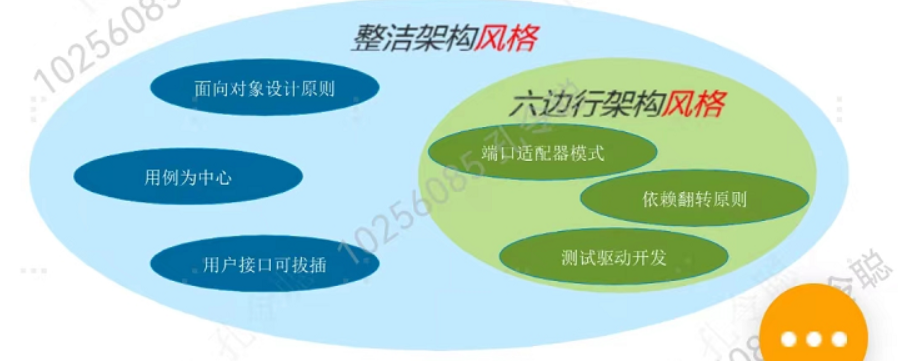 整洁架构风格
面向对象设计原则
六边行架构风格
端口适配器模式
用例为中心
依赖翻转原则
测试驱动开发
用户接口可拔插
10256085
10256085 孔令聪